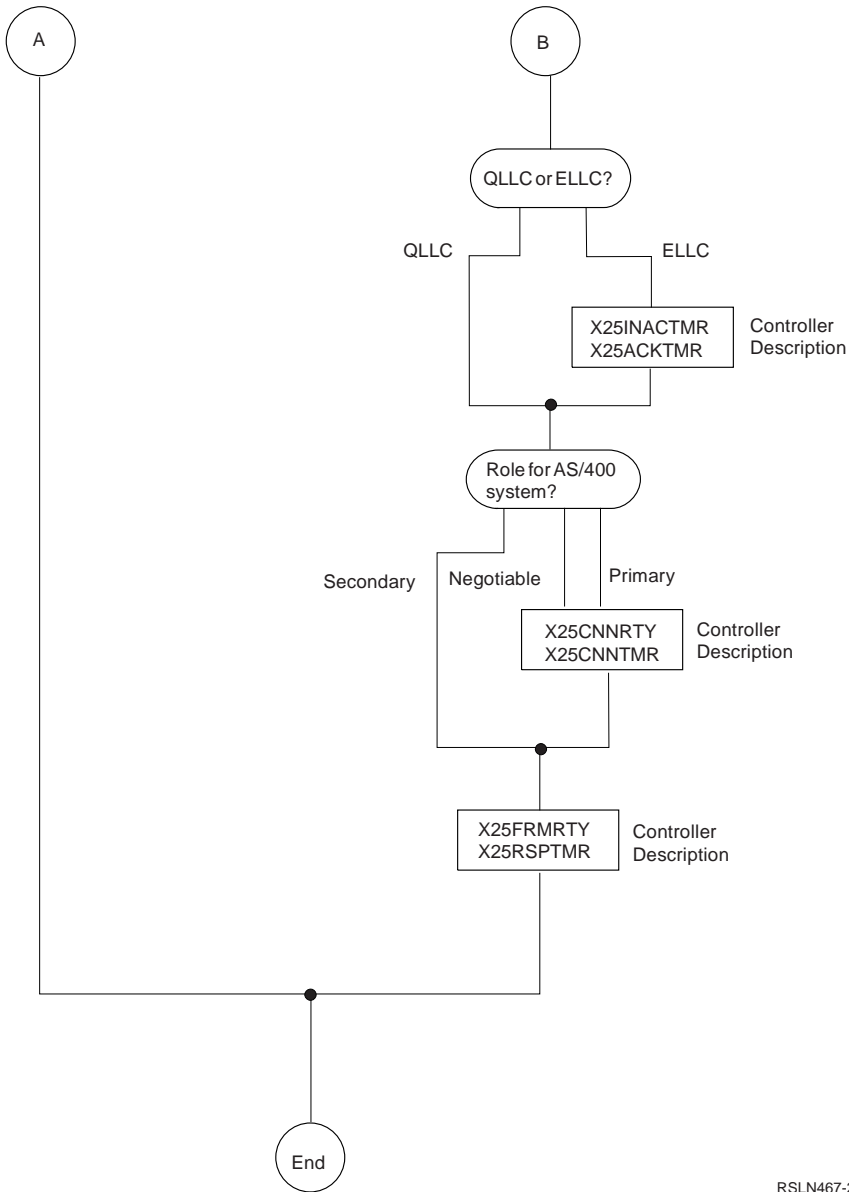 A
B
QLLC or ELLC?
QLLC
ELLC
X25INACTMR
X25ACKTMR
Controller
Description
Role for AS/400
system?
Secondary
Negotiable
Primary
X25CNNRTY
X25CNNTMR
Controller
Description
X25FRMRTY
X25RSPTMR
Controller
Description
End